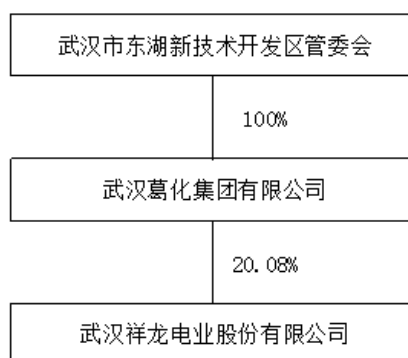 武汉市东湖新技术开发区管委会
100%
武汉葛化集团有限公司
20.08%
武汉祥龙电业股份有限公司